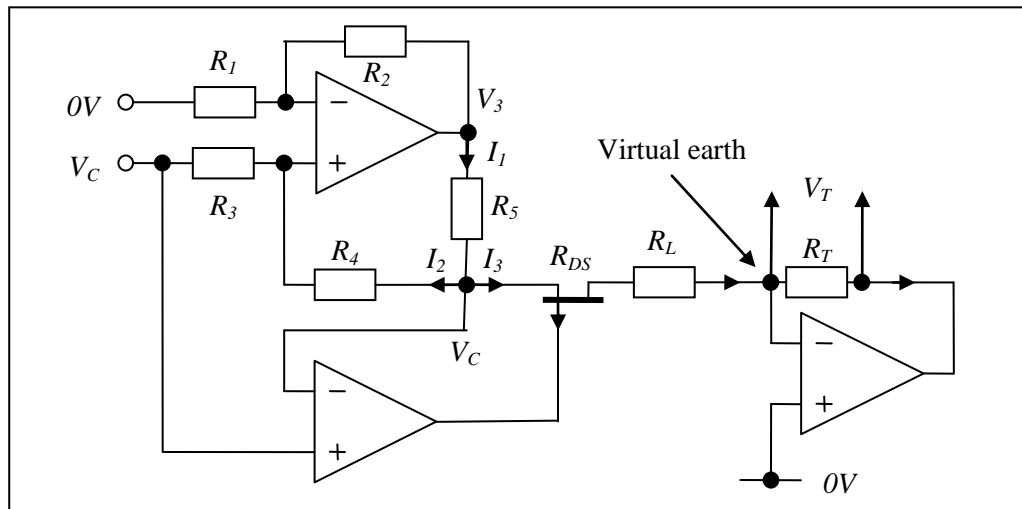 R1
R2
0V
V3
VC
I1
Virtual earth
R3
R5
VT
R4
I2
I3
RDS
RL
RT
VC
0V